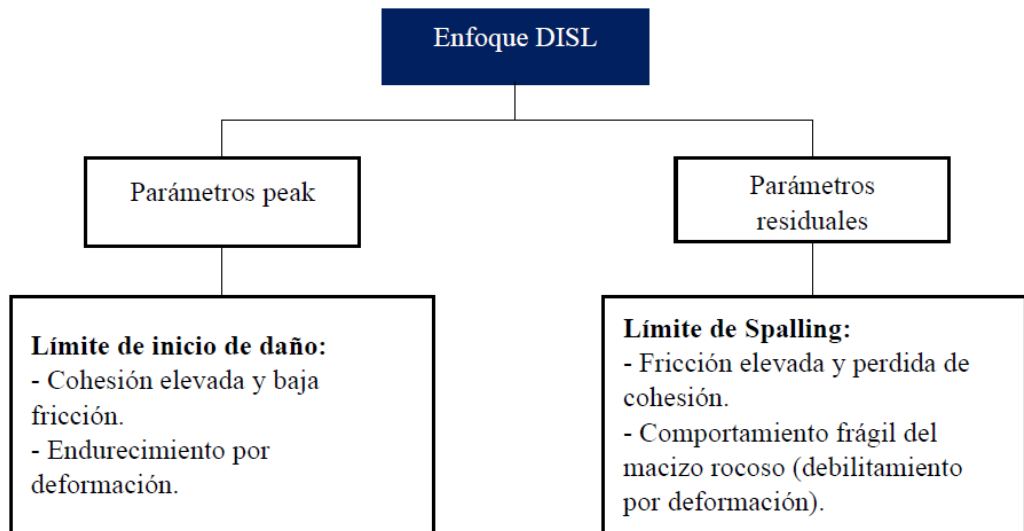 Enfoque DISL
Parámetros peak
Parámetros
residuales
Límite de inicio de daño:
- Cohesión elevada y baja
fricción.
- Endurecimiento por
deformación.
Límite de Spalling:
- Fricción elevada y perdida de
cohesión.
- Comportamiento frágil del
macizo rocoso (debilitamiento
por deformación).